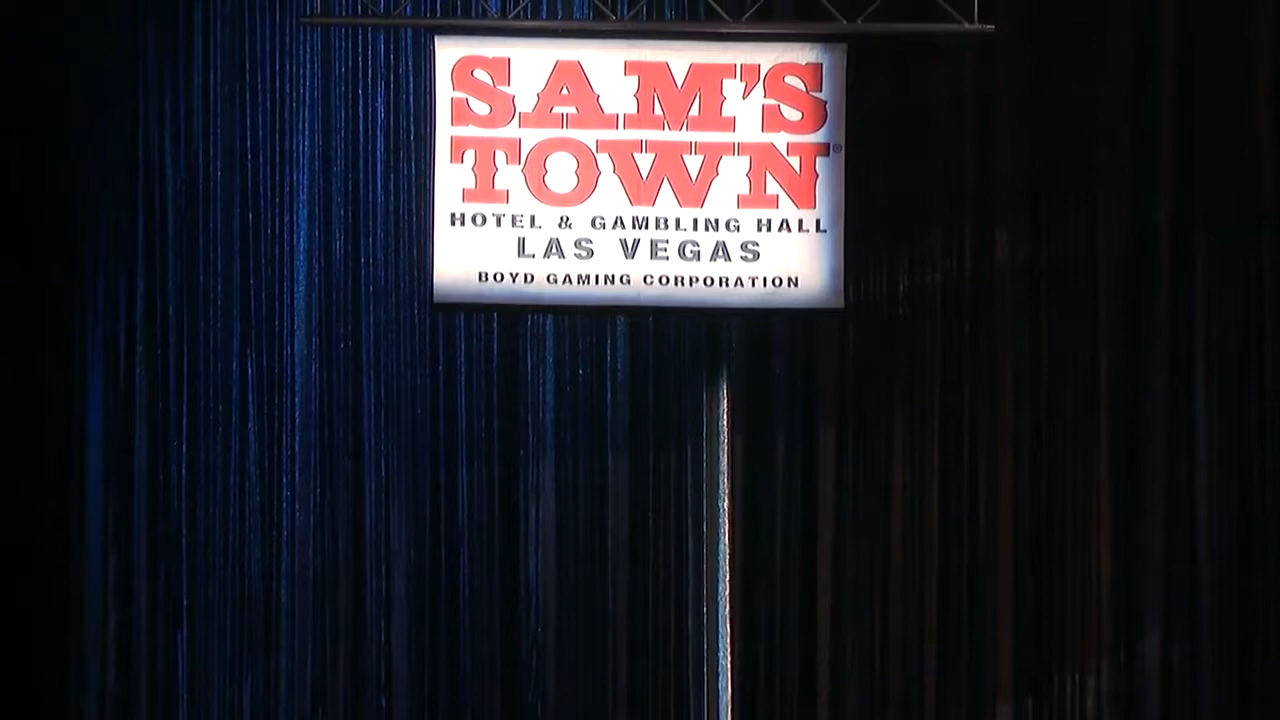 SAM'S
TOWN®
HOTEL & GAMBLING HALL
LAS VEGAS
BOYD GAMING CORPORATION